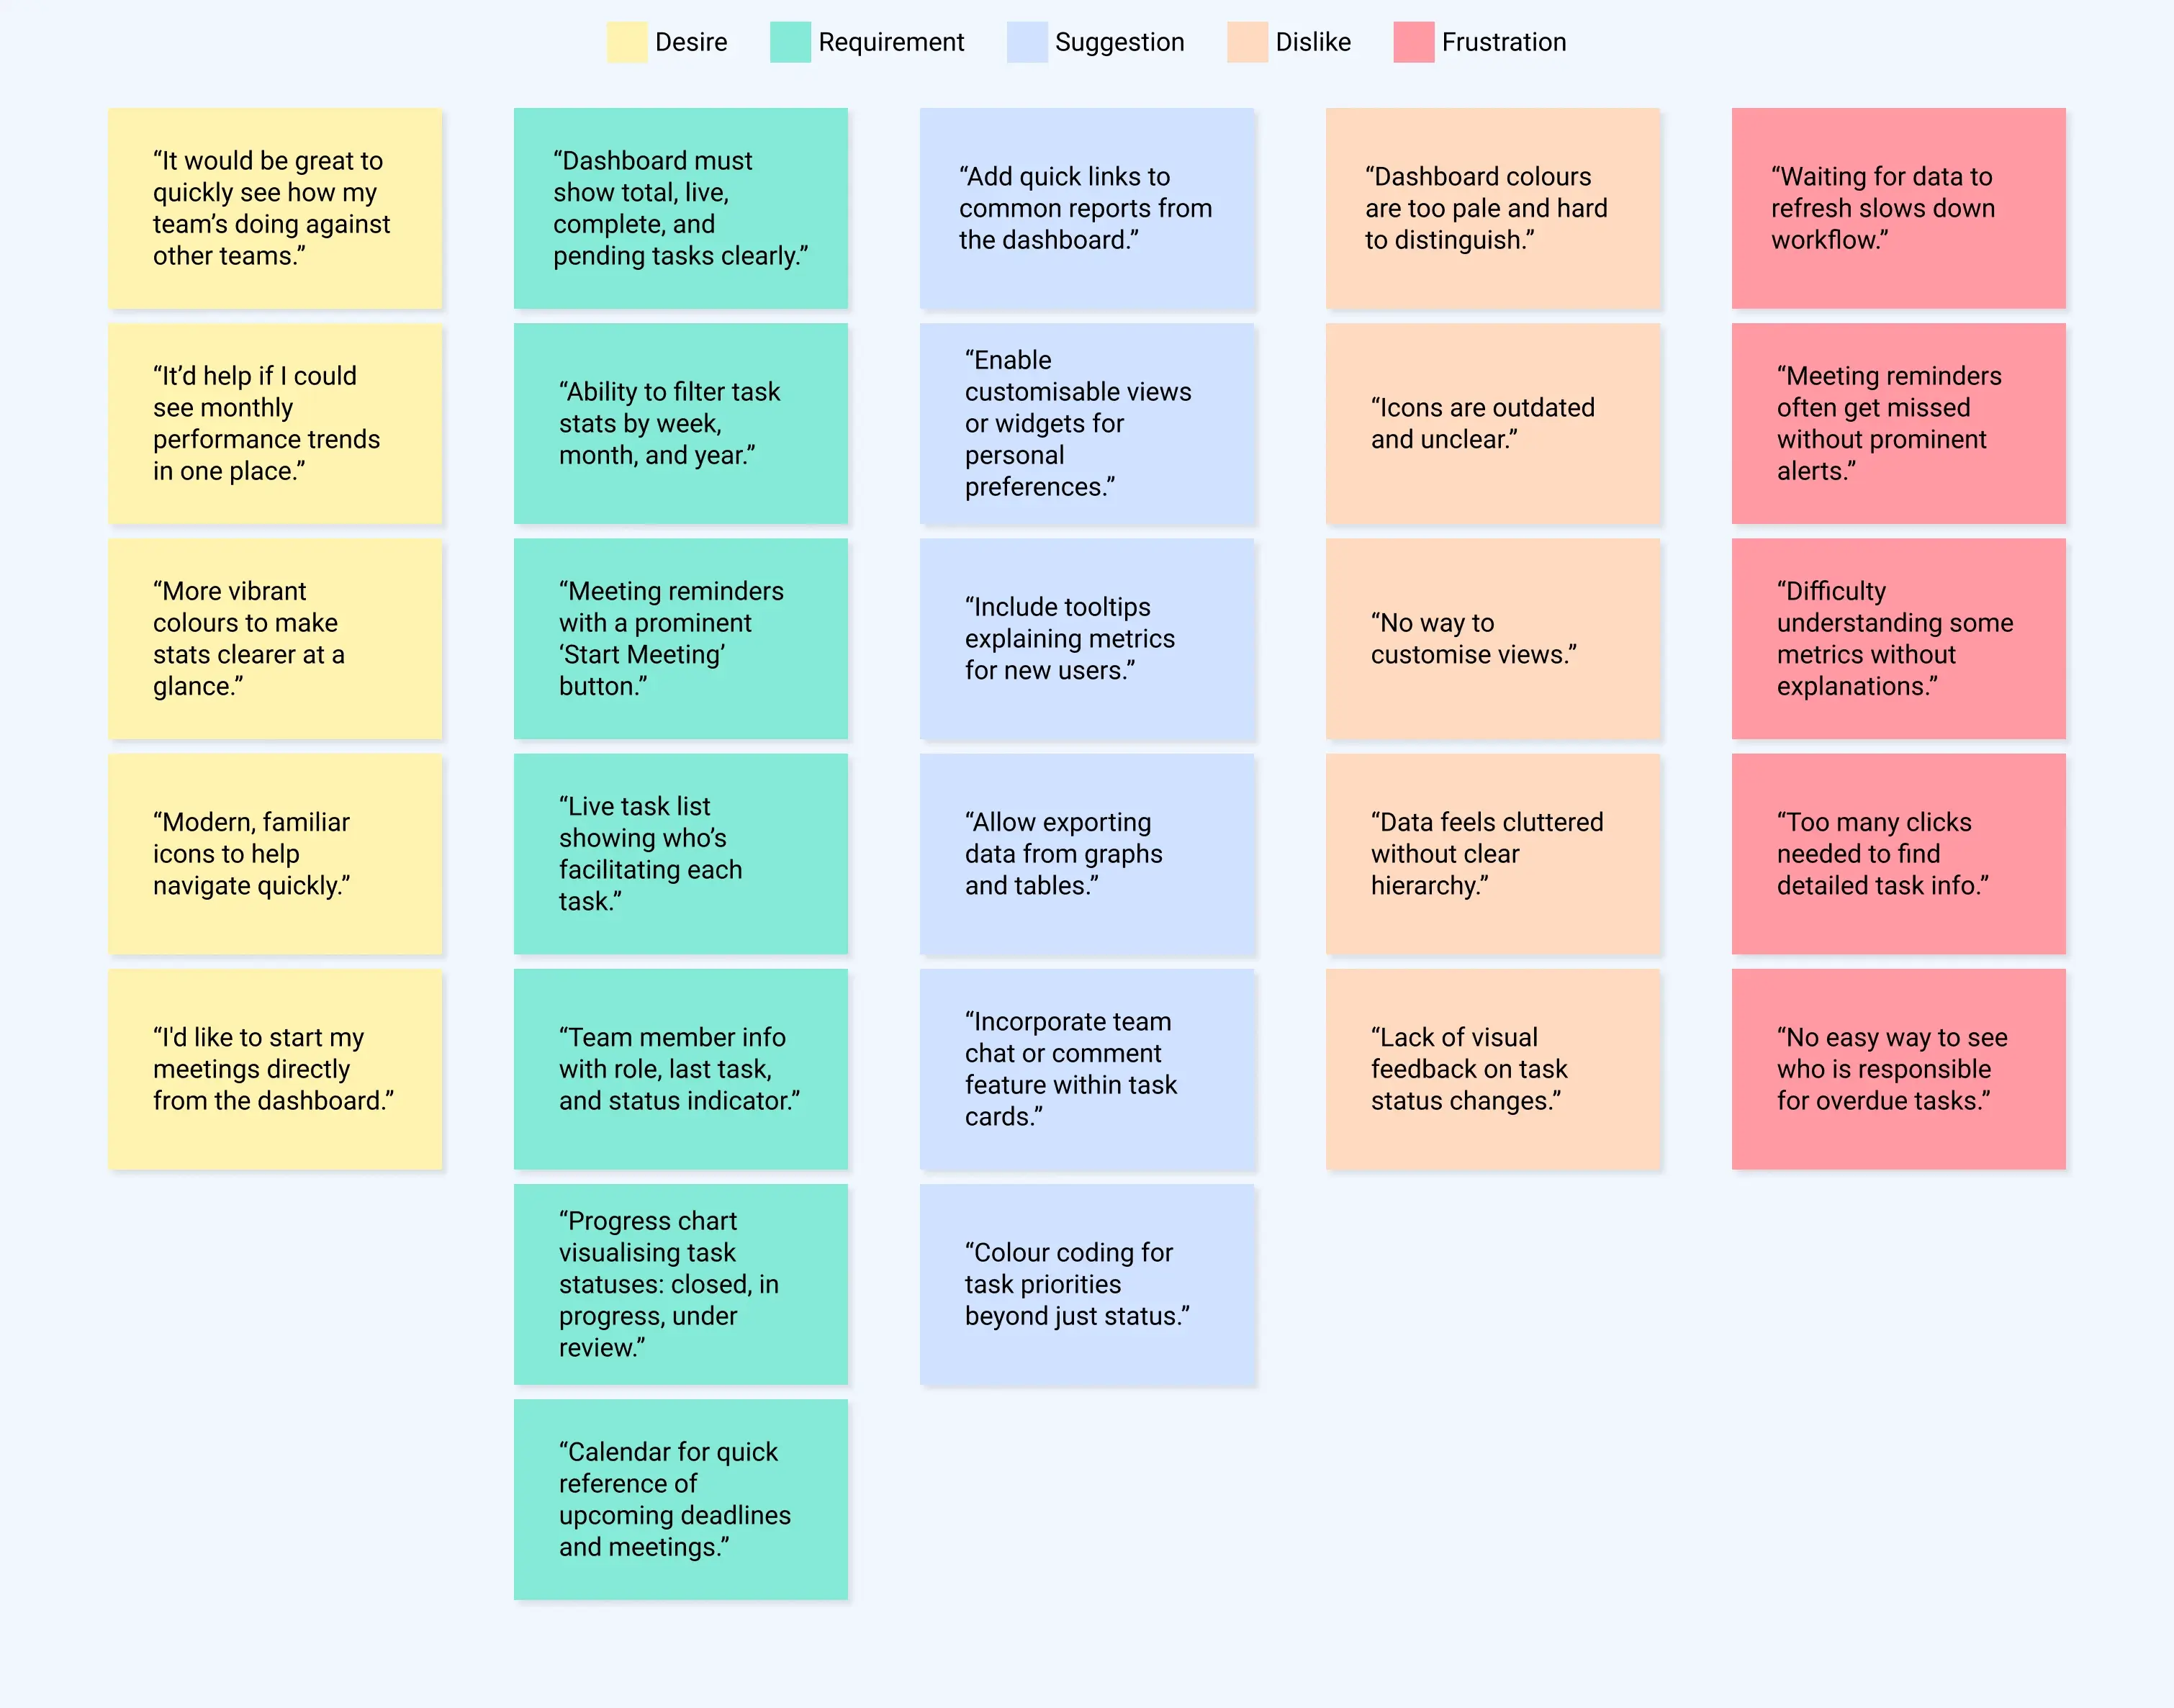 Desire
Requirement
Suggestion
Dislike
Frustration
“It would be great to
quickly see how my
team’s doing against
other teams.”
“It’d help if I could
see monthly
performance trends
in one place.”
“More vibrant
colours to make
stats clearer at a
glance.”
“Modern, familiar
icons to help
navigate quickly.”
“I'd like to start my
meetings directly
from the dashboard.”
“Dashboard must
show total, live,
complete, and
pending tasks clearly.”
“Ability to filter task
stats by week,
month, and year.”
“Meeting reminders
with a prominent
‘Start Meeting’
button.”
“Live task list
showing who’s
facilitating each
task.”
“Team member info
with role, last task,
and status indicator.”
“Progress chart
visualising task
statuses: closed, in
progress, under
review.”
“Calendar for quick
reference of
upcoming deadlines
and meetings.”
“Add quick links to
common reports from
the dashboard.”
“Enable
customisable views
or widgets for
personal
preferences.”
“Include tooltips
explaining metrics
for new users.”
“Allow exporting
data from graphs
and tables.”
“Incorporate team
chat or comment
feature within task
cards.”
“Colour coding for
task priorities
beyond just status.”
“Dashboard colours
are too pale and hard
to distinguish.”
“Icons are outdated
and unclear.”
“No way to
customise views.”
“Data feels cluttered
without clear
hierarchy.”
“Lack of visual
feedback on task
status changes.”
“Waiting for data to
refresh slows down
workflow.”
“Meeting reminders
often get missed
without prominent
alerts.”
“Difficulty
understanding some
metrics without
explanations.”
“Too many clicks
needed to find
detailed task info.”
“No easy way to see
who is responsible
for overdue tasks.”